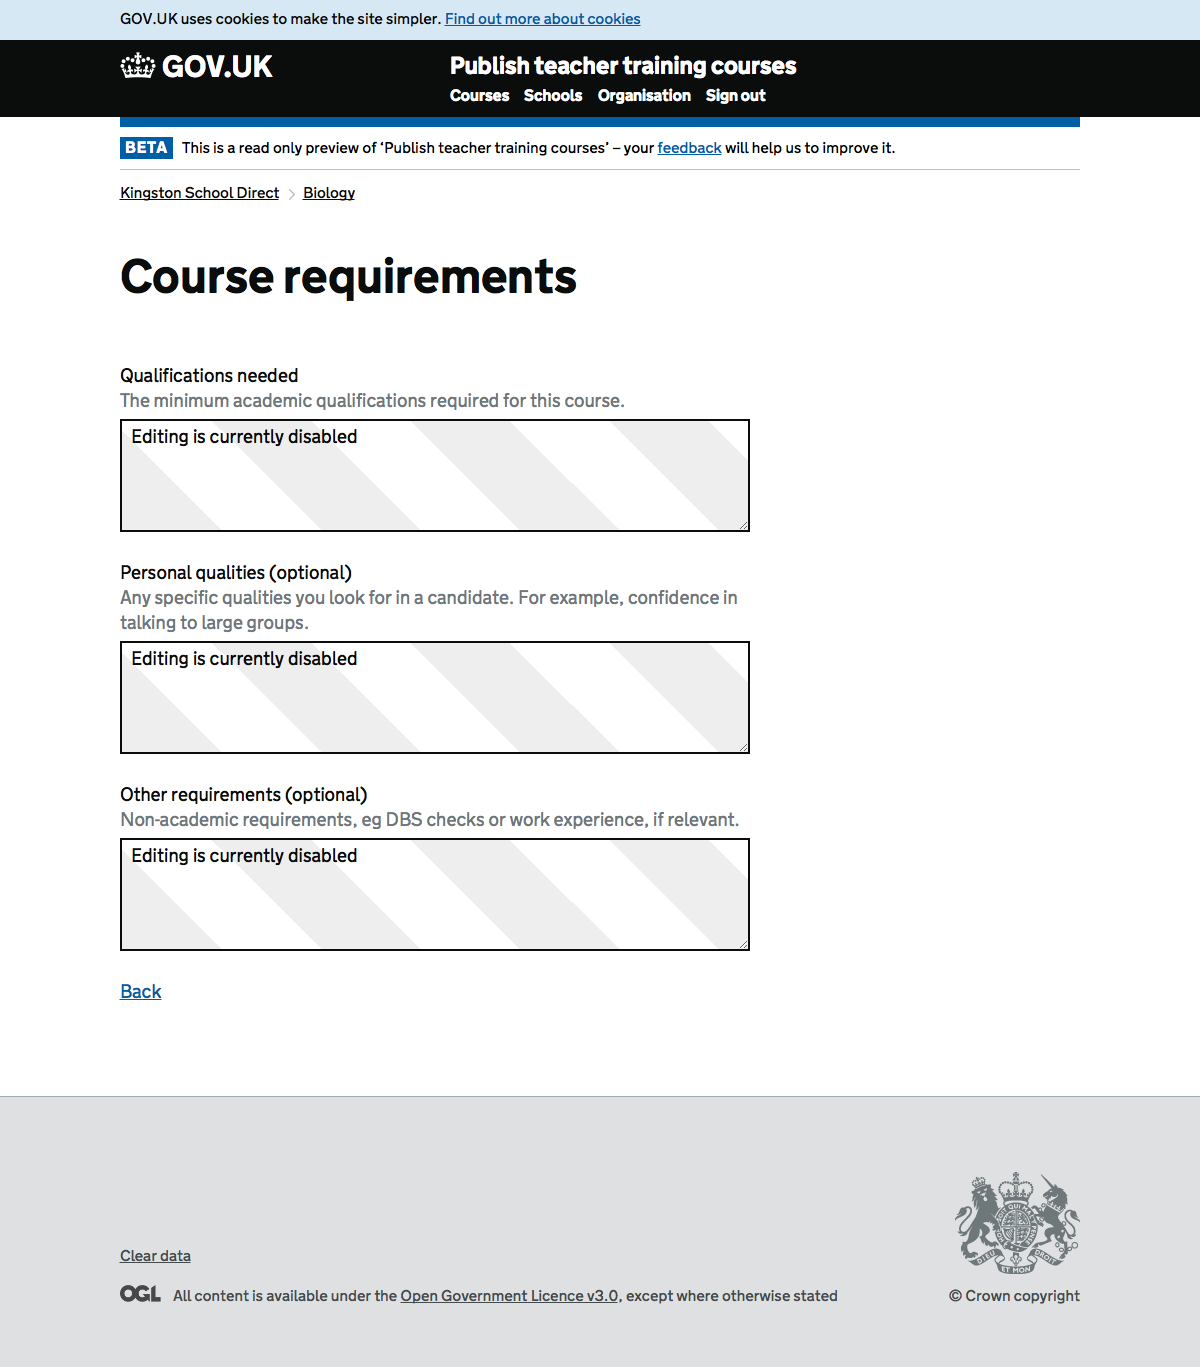 GOV.UK uses cookies to make the site simpler. Find out more about cookies
GOV.UK
Publish teacher training courses
Courses Schools Organisation Sign out
BETA This is a read only preview of ‘Publish teacher training courses’ – your feedback will help us to improve it.
Kingston School Direct Biology
Course requirements
Qualifications needed
The minimum academic qualifications required for this course.
Editing is currently disabled
Personal qualities (optional)
Any specific qualities you look for in a candidate. For example, confidence in
talking to large groups.
Editing is currently disabled
Other requirements (optional)
Non-academic requirements, eg DBS checks or work experience, if relevant.
Editing is currently disabled
Back
Clear data
OGL All content is available under the Open Government Licence v3.0, except where otherwise stated
DIEU ET MON DROIT
© Crown copyright